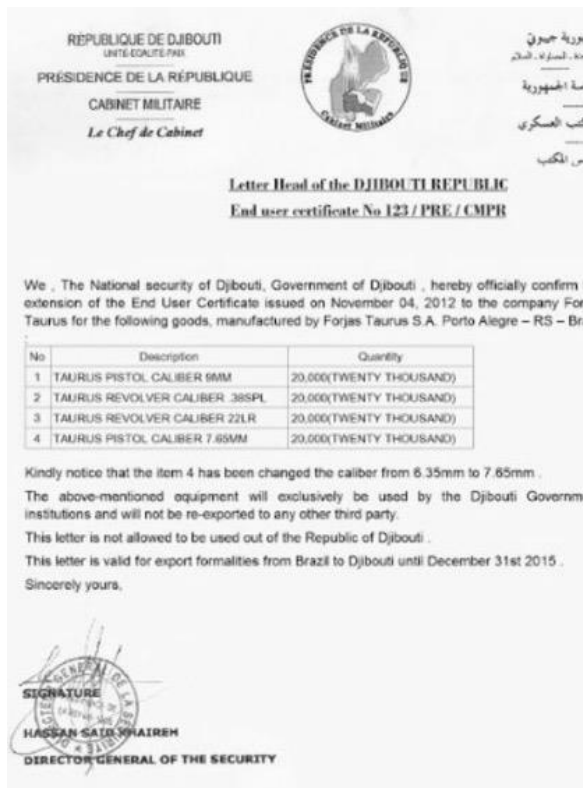 RÉPUBLIQUE DE DJIBOUTI
UNITE-EGALITE-PAIX
PRÉSIDENCE DE LA RÉPUBLIQUE
CABINET MILITAIRE
Le Chef de Cabinet
PRÉSIDENCE DE LA REPUBLIQUE
Cabinet Militaire
الجمهورية
العسكري
المكتب
Letter Head of the DJIBOUTI REPUBLIC
End user certificate No 123 / PRE / CMPR
We , The National security of Djibouti, Government of Djibouti , hereby officially confirm
extension of the End User Certificate issued on November 04, 2012 to the company For
Taurus for the following goods, manufactured by Forjas Taurus S.A. Porto Alegre – RS – Br
.
No Description Quantity
1 TAURUS PISTOL CALIBER 9MM 20,000(TWENTY THOUSAND)
2 TAURUS REVOLVER CALIBER .38SPL 20,000(TWENTY THOUSAND)
3 TAURUS REVOLVER CALIBER 22LR 20,000(TWENTY THOUSAND)
4 TAURUS PISTOL CALIBER 7.65MM 20,000(TWENTY THOUSAND)
Kindly notice that the item 4 has been changed the caliber from 6.35mm to 7.65mm .
The above-mentioned equipment will exclusively be used by the Djibouti Governm
institutions and will not be re-exported to any other third party.
This letter is not allowed to be used out of the Republic of Djibouti .
This letter is valid for export formalities from Brazil to Djibouti until December 31st 2015 .
Sincerely yours,
SIGNATURE
HASSAN SAID KHAIREH
DIRECTOR GENERAL OF THE SECURITY